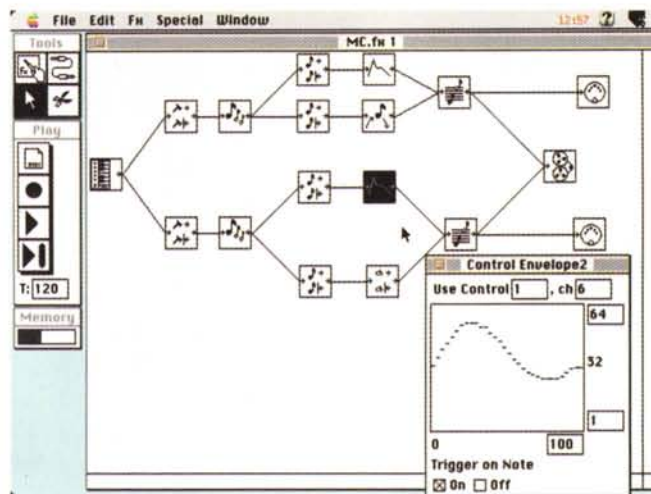 File Edit Fx Special Window 12:57
Tools
MC.fx 1
Play
T: 120
Memory
Control Envelope2
Use Control 1 , ch 6
64
32
1
0 100
Trigger on Note
On Off